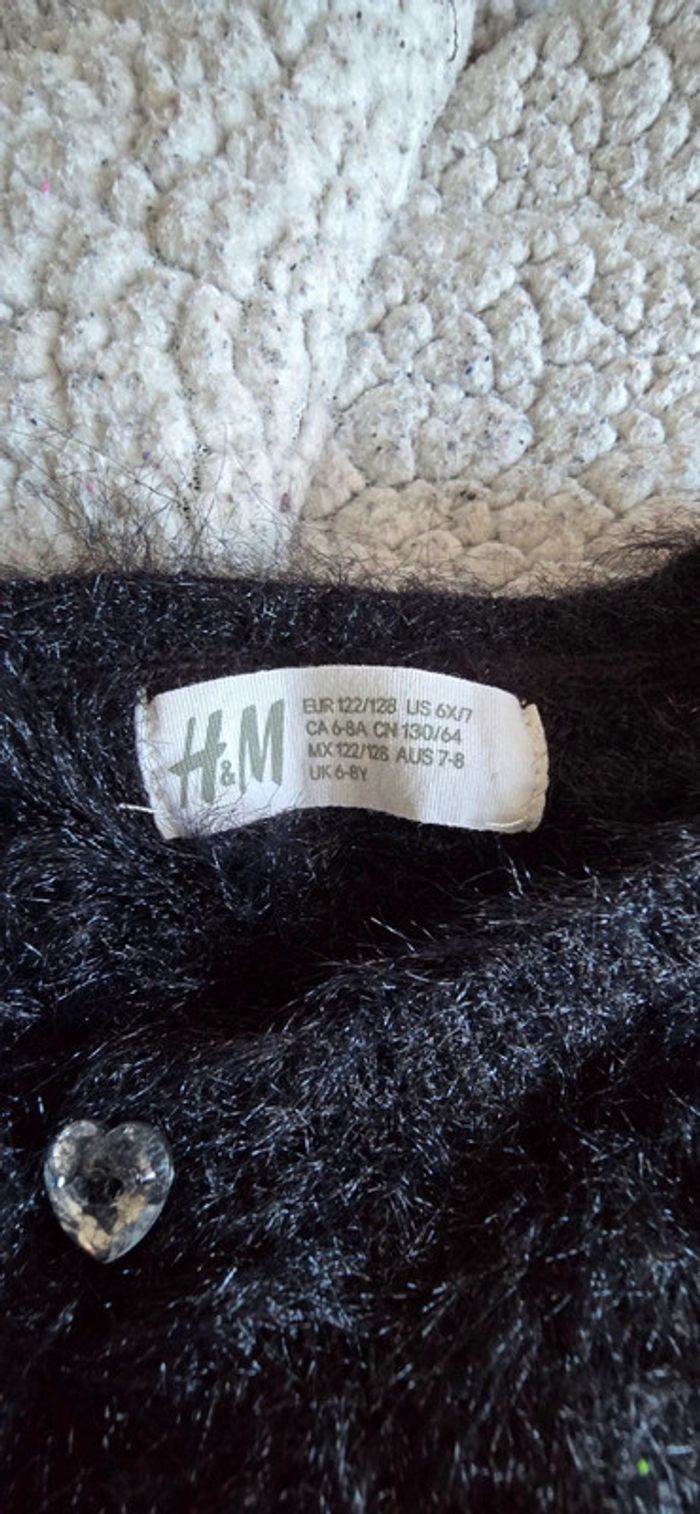 H&M
EUR 122/128 US 6X/7
CA 6-8A CN 130/64
MX 122/128 AUS 7-8
UK 6-8Y